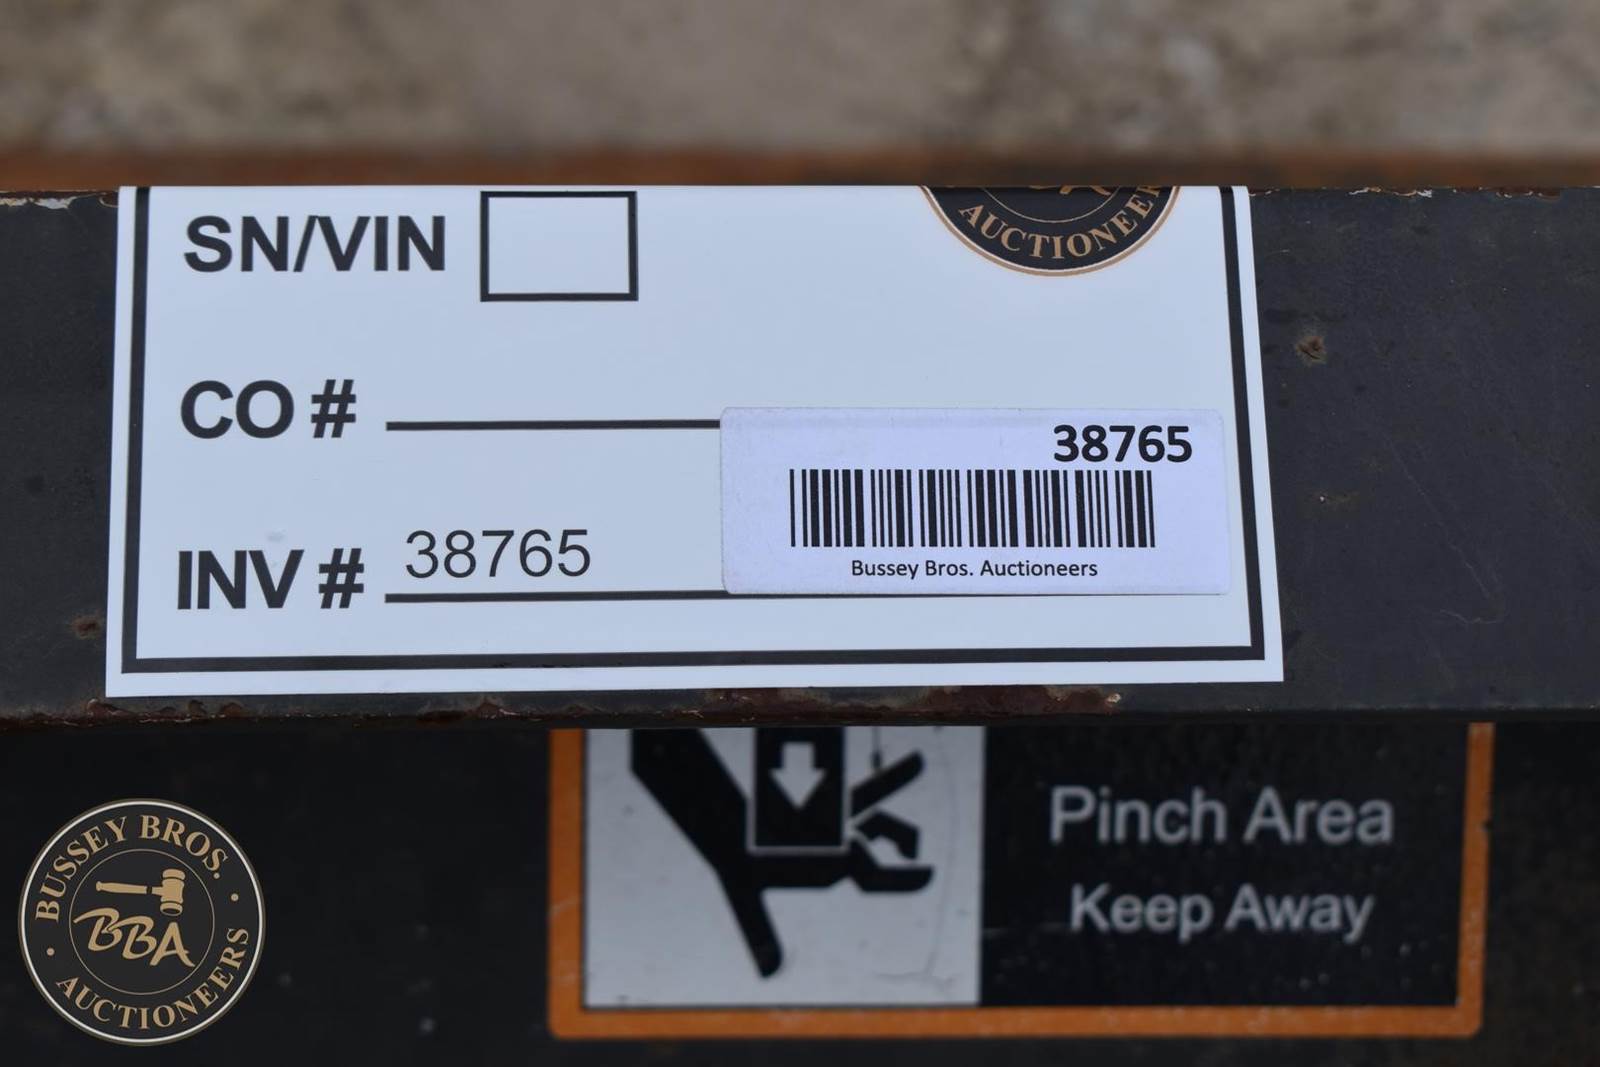 SN/VIN
AUCTIONEER
CO #
38765
INV # 38765
Bussey Bros. Auctioneers
Pinch Area
Keep Away
BUSSEY BROS.
BBA
AUCTIONEERS